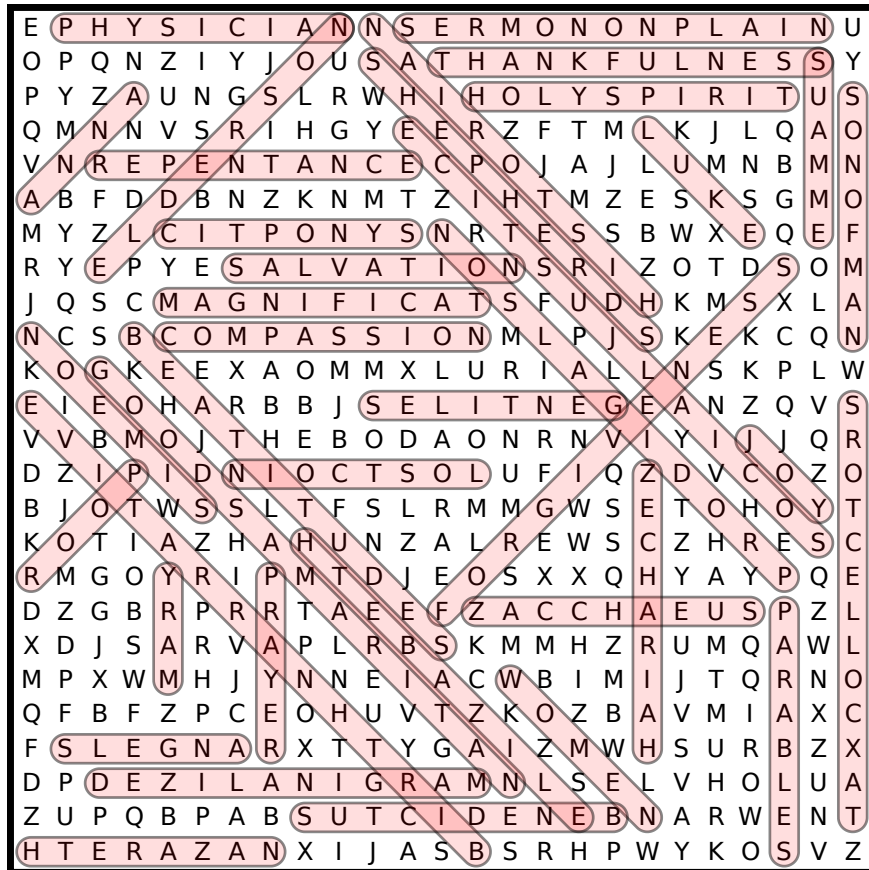 E P H Y S I C I A N N S E R M O N O N P L A I N U
O P Q N Z I Y J O U S A T H A N K F U L N E S S Y
P Y Z A U N G S L R W H I H O L Y S P I R I T U S
Q M N N V S R I H G Y E E R Z F T M L K J L Q A O
V N R E P E N T A N C E C P O J A J L U M N B M N
A B F D D B N Z K N M T Z I H T M Z E S K S G M O
M Y Z L C I T P O N Y S N R T E S S B W X E Q E F
R Y E P Y E S A L V A T I O N S R I Z O T D S O M
J Q S C M A G N I F I C A T S F U D H K M S X L A
N C S B C O M P A S S I O N M L P J S K E K C Q N
K O G K E E X A O M M X L U R I A L L N S K P L W
E I E O H A R B B J S E L I T N E G E A N Z Q V S
V V B M O J T H E B O D A O N R N V I Y I J J Q R
D Z I P I D N I O C T S O L U F I Q Z D V C O Z O
B J O T W S S L T F S L R M M G W S E T O H O Y T
K O T I A Z H A H U N Z A L R E W S C Z H R E S C
R M G O Y R I P M T D J E O S X X Q H Y A Y P Q E
D Z G B R P R R T A E E F Z A C C H A E U S P Z L
X D J S A R V A P L R B S K M M H Z R U M Q A W L
M P X W M H J Y N N E I A C W B I M I J T Q R N O
Q F B F Z P C E O H U V T Z K O Z B A V M I A X C
F S L E G N A R X T T Y G A I Z M W H S U R B Z X
D P D E Z I L A N I G R A M N L S E L V H O L U A
Z U P Q B P A B S U T C I D E N E B N A R W E N T
H T E R A Z A N X I J A S B S R H P W Y K O S V Z